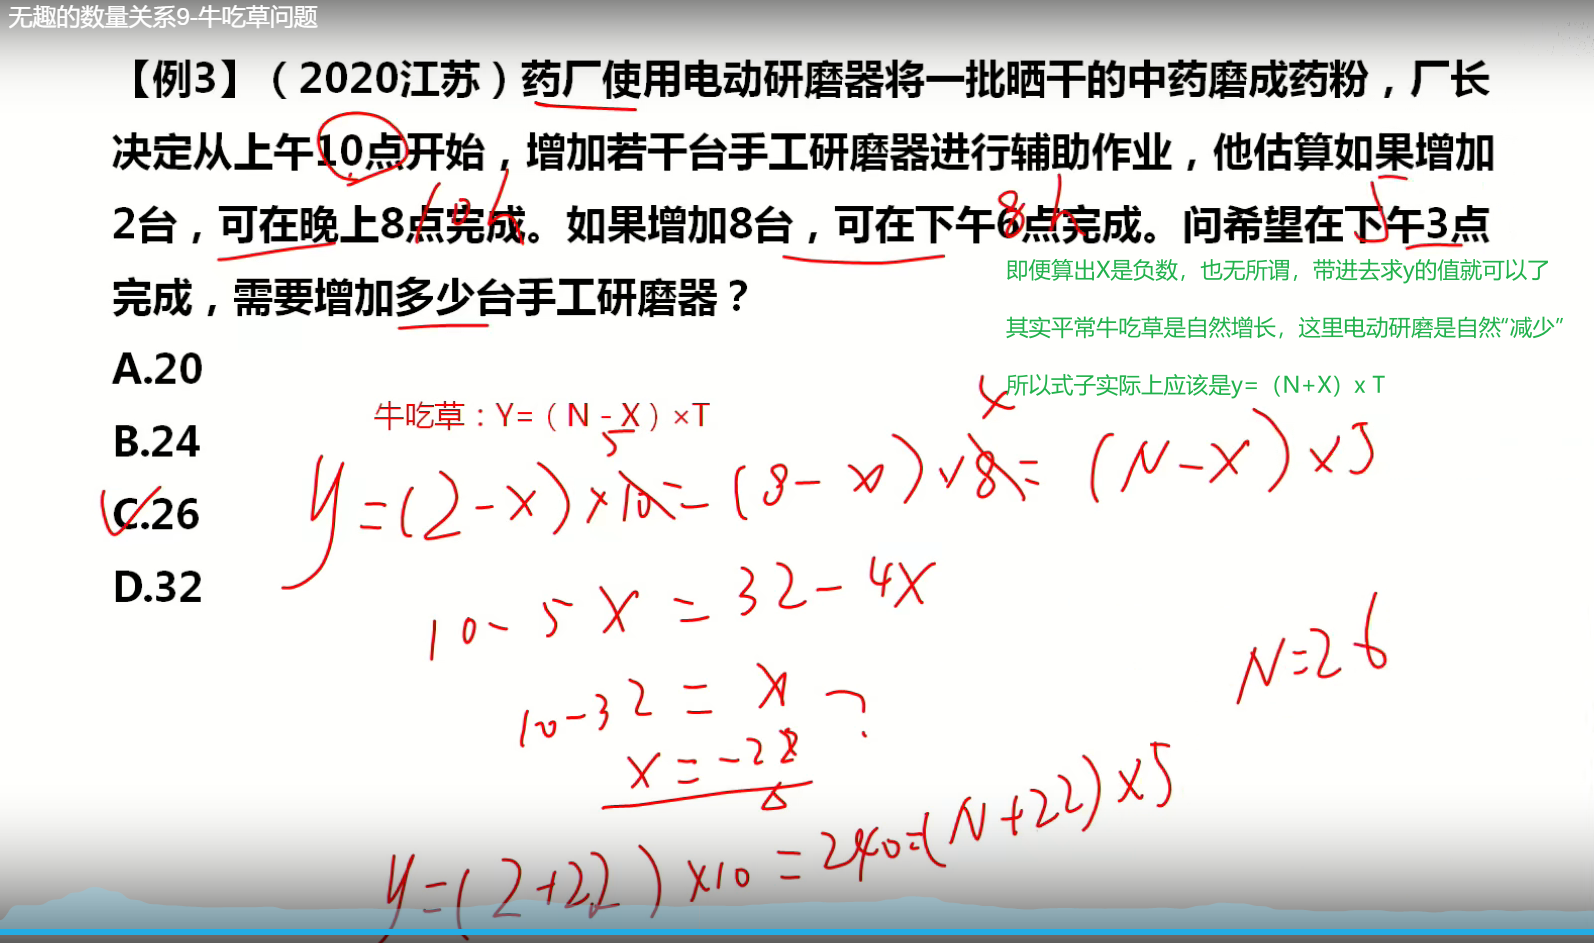 无趣的数量关系9-牛吃草问题
【例3】（2020江苏）药厂使用电动研磨器将一批晒干的中药磨成药粉，厂长
决定从上午10点开始，增加若干台手工研磨器进行辅助作业，他估算如果增加
10h 8h 5
2台，可在晚上8点完成。如果增加8台，可在下午6点完成。问希望在下午3点
即便算出X是负数，也无所谓，带进去求y的值就可以了
完成，需要增加多少台手工研磨器？
其实平常牛吃草是自然增长，这里电动研磨是自然“减少”
A.20
所以式子实际上应该是y=（N+X）x T
牛吃草：Y=（N-X）×T
B.24
5 4
y=(2-x)×10=(8-x)×8=(N-X)×5
C.26
D.32
10-5X=32-4X
N=26
10-32=x ?
x=-22
y=(2+22)×10=240=(N+22)×5